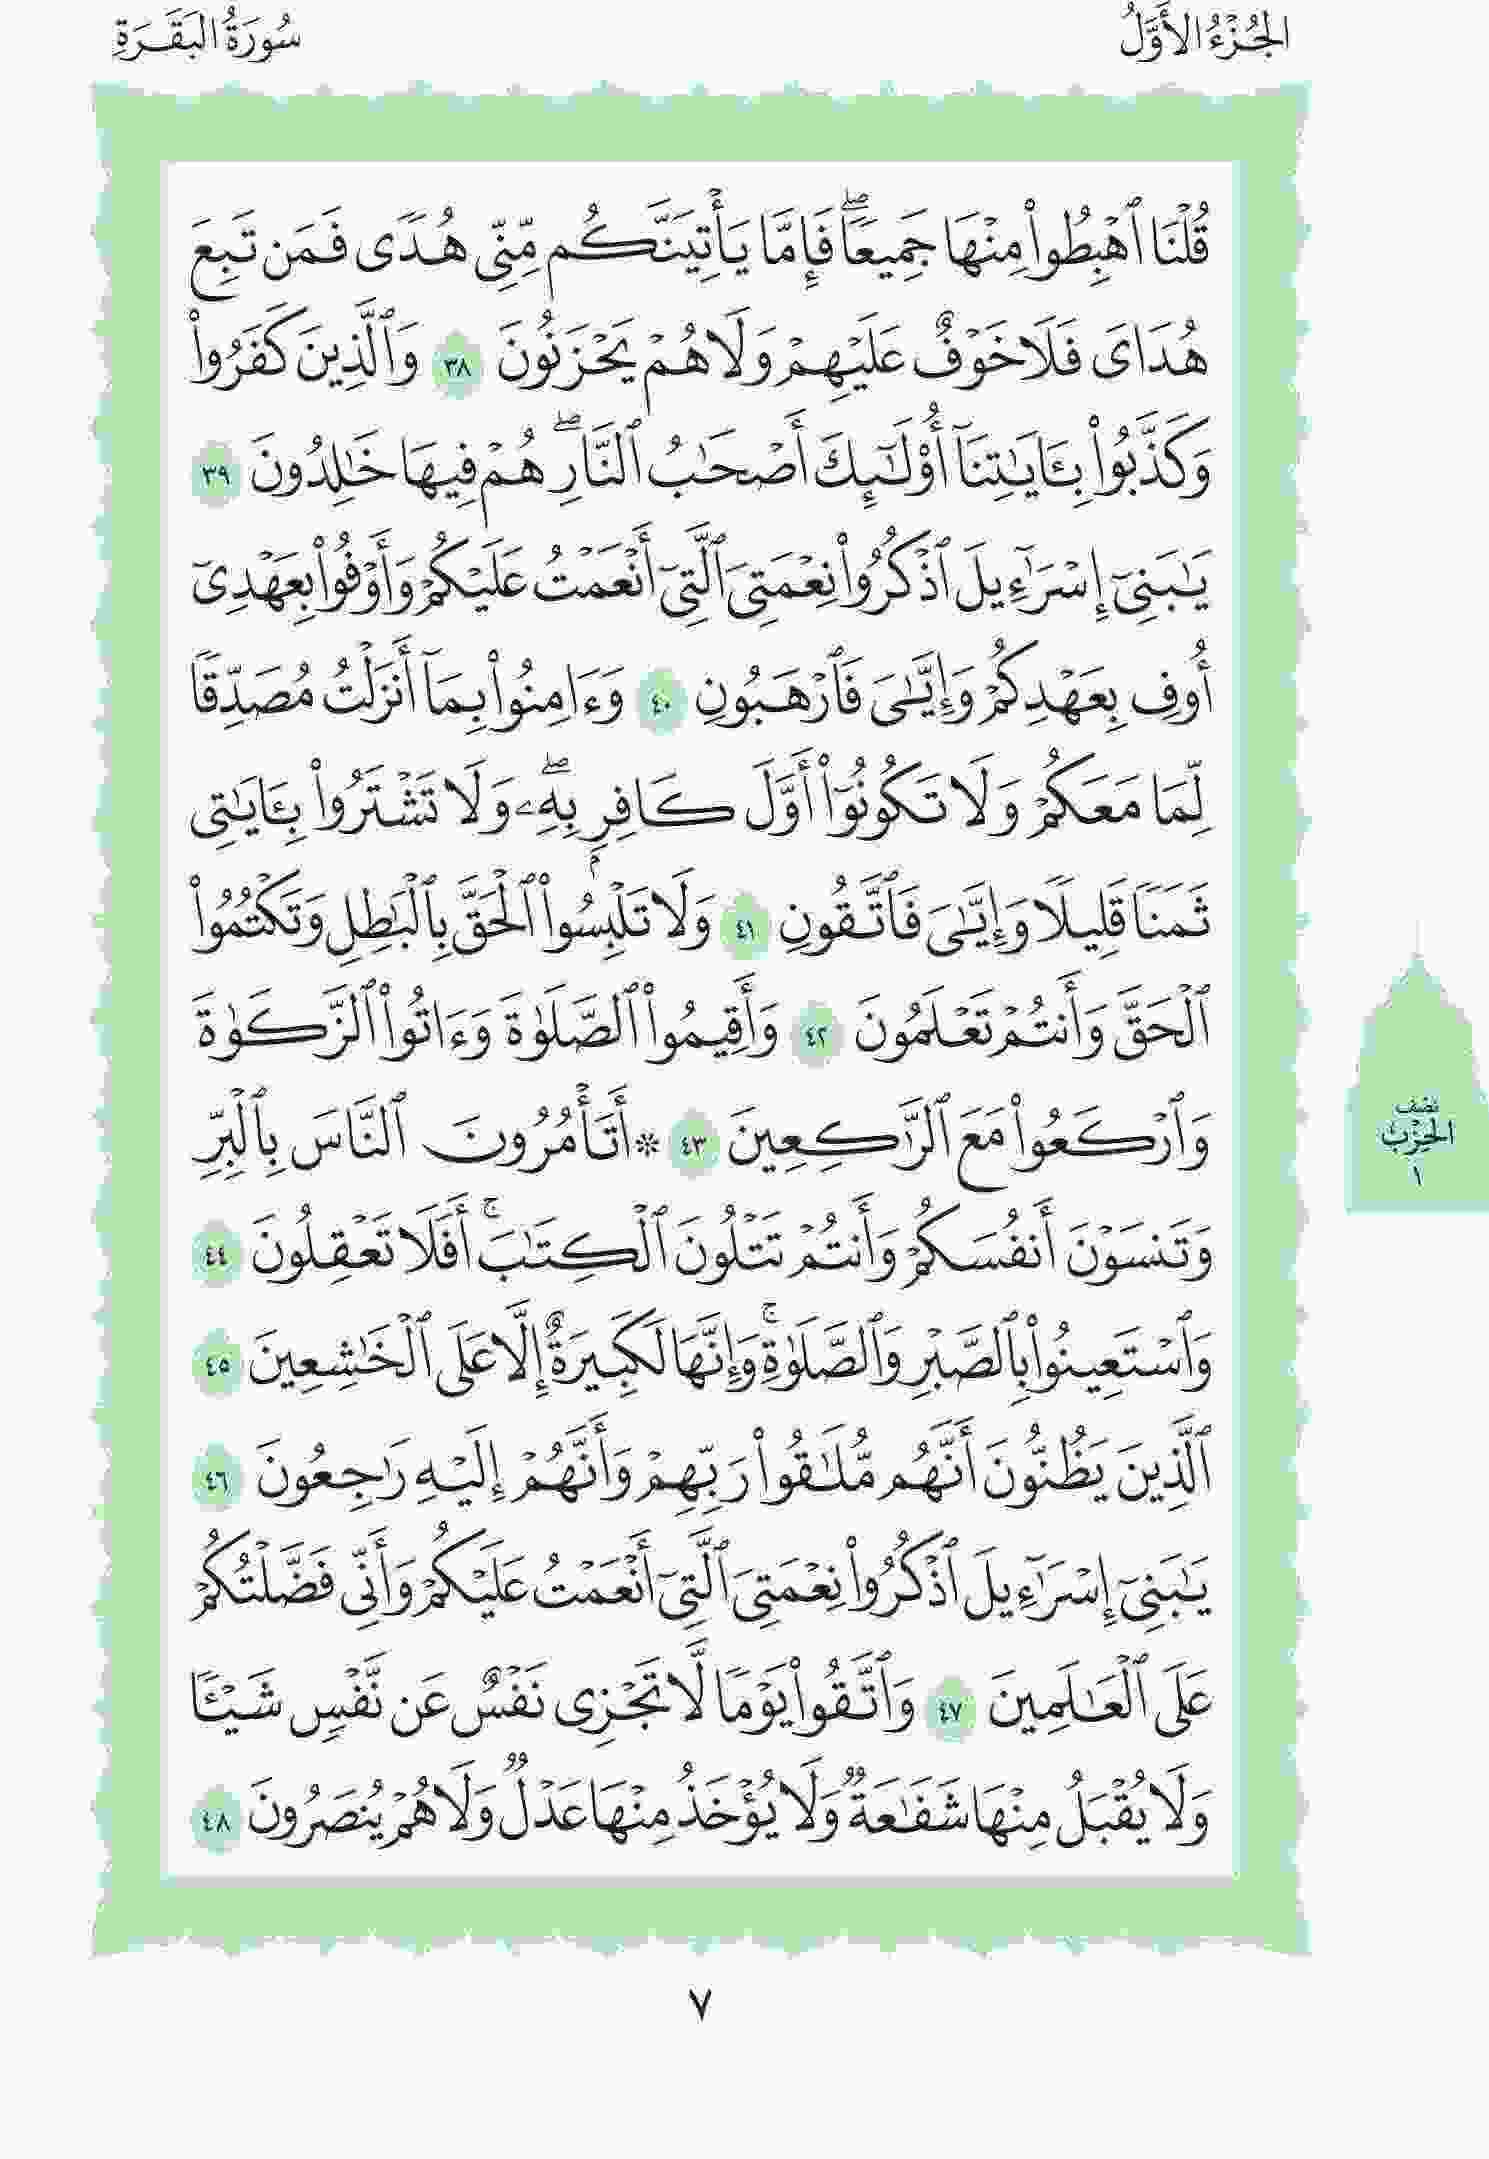 الجُزْءُ الأَوَّلُ
سُورَةُ البَقَرَةِ
قُلۡنَا ٱهۡبِطُواْ مِنۡهَا جَمِيعٗاۖ فَإِمَّا يَأۡتِيَنَّكُم مِّنِّي هُدٗى فَمَن تَبِعَ
هُدَايَ فَلَا خَوۡفٌ عَلَيۡهِمۡ وَلَا هُمۡ يَحۡزَنُونَ ٣٨ وَٱلَّذِينَ كَفَرُواْ
وَكَذَّبُواْ بِـَٔايَٰتِنَآ أُوْلَٰٓئِكَ أَصۡحَٰبُ ٱلنَّارِۖ هُمۡ فِيهَا خَٰلِدُونَ ٣٩
يَٰبَنِيٓ إِسۡرَٰٓءِيلَ ٱذۡكُرُواْ نِعۡمَتِيَ ٱلَّتِيٓ أَنۡعَمۡتُ عَلَيۡكُمۡ وَأَوۡفُواْ بِعَهۡدِيٓ
أُوفِ بِعَهۡدِكُمۡ وَإِيَّٰيَ فَٱرۡهَبُونِ ٤٠ وَءَامِنُواْ بِمَآ أَنزَلۡتُ مُصَدِّقٗا
لِّمَا مَعَكُمۡ وَلَا تَكُونُوٓاْ أَوَّلَ كَافِرِۭ بِهِۦۖ وَلَا تَشۡتَرُواْ بِـَٔايَٰتِي
ثَمَنٗا قَلِيلٗا وَإِيَّٰيَ فَٱتَّقُونِ ٤١ وَلَا تَلۡبِسُواْ ٱلۡحَقَّ بِٱلۡبَٰطِلِ وَتَكۡتُمُواْ
ٱلۡحَقَّ وَأَنتُمۡ تَعۡلَمُونَ ٤٢ وَأَقِيمُواْ ٱلصَّلَوٰةَ وَءَاتُواْ ٱلزَّكَوٰةَ
وَٱرۡكَعُواْ مَعَ ٱلرَّٰكِعِينَ ٤٣ ۞ أَتَأۡمُرُونَ ٱلنَّاسَ بِٱلۡبِرِّ
وَتَنسَوۡنَ أَنفُسَكُمۡ وَأَنتُمۡ تَتۡلُونَ ٱلۡكِتَٰبَۚ أَفَلَا تَعۡقِلُونَ ٤٤
وَٱسۡتَعِينُواْ بِٱلصَّبۡرِ وَٱلصَّلَوٰةِۚ وَإِنَّهَا لَكَبِيرَةٌ إِلَّا عَلَى ٱلۡخَٰشِعِينَ ٤٥
ٱلَّذِينَ يَظُنُّونَ أَنَّهُم مُّلَٰقُواْ رَبِّهِمۡ وَأَنَّهُمۡ إِلَيۡهِ رَٰجِعُونَ ٤٦
يَٰبَنِيٓ إِسۡرَٰٓءِيلَ ٱذۡكُرُواْ نِعۡمَتِيَ ٱلَّتِيٓ أَنۡعَمۡتُ عَلَيۡكُمۡ وَأَنِّي فَضَّلۡتُكُمۡ
عَلَى ٱلۡعَٰلَمِينَ ٤٧ وَٱتَّقُواْ يَوۡمٗا لَّا تَجۡزِي نَفۡسٌ عَن نَّفۡسٖ شَيۡـٔٗا
وَلَا يُقۡبَلُ مِنۡهَا شَفَٰعَةٞ وَلَا يُؤۡخَذُ مِنۡهَا عَدۡلٞ وَلَا هُمۡ يُنصَرُونَ ٤٨
نصف
الحِزْب
١
٧